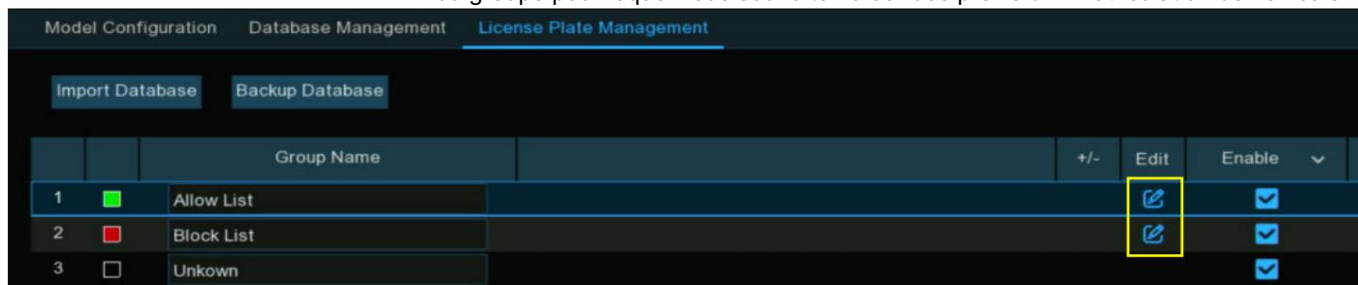 Model Configuration Database Management License Plate Management
Import Database Backup Database
Group Name +/- Edit Enable
1 Allow List
2 Block List
3 Unkown